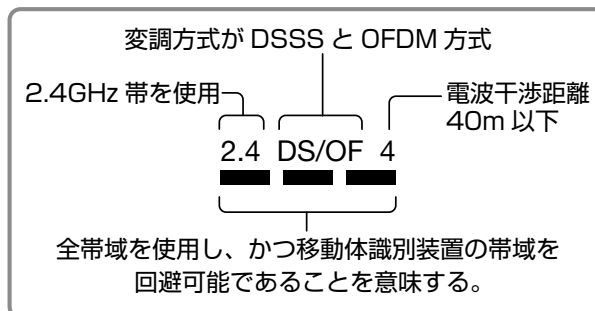 変調方式が DSSS と OFDM 方式
2.4GHz 帯を使用
電波干渉距離
40m 以下
2.4 DS/OF 4
全帯域を使用し、かつ移動体識別装置の帯域を
回避可能であることを意味する。